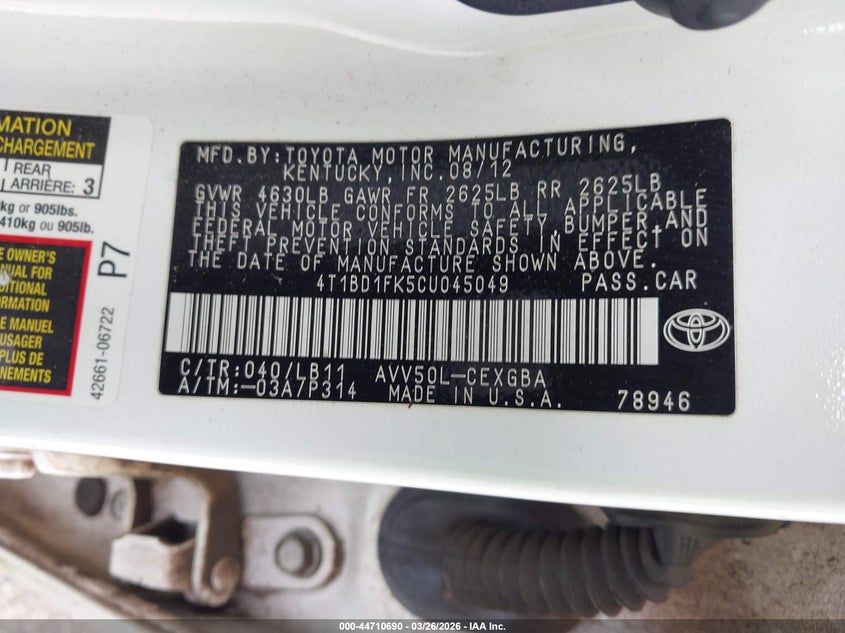 MATION
CHARGEMENT
REAR
ARRIÈRE: 3
kg or 905lbs.
410kg ou 905lb.
E OWNER'S
ANUAL FOR
DITIONAL
FORMATION
LE MANUEL
USAGER
PLUS DE
NEMENTS
P7
42661-06722
MFD.BY:TOYOTA MOTOR MANUFACTURING,
KENTUCKY,INC.08/12
GVWR 4630LB GAWR FR 2625LB RR 2625LB
THIS VEHICLE CONFORMS TO ALL APPLICABLE
FEDERAL MOTOR VEHICLE SAFETY,BUMPER,AND
THEFT PREVENTION STANDARDS IN EFFECT ON
THE DATE OF MANUFACTURE SHOWN ABOVE.
4T1BD1FK5CU045049 PASS.CAR
C/TR:040/LB11 AVV50L-CEXGBA
A/TM:-03A7P314 MADE IN U.S.A. 78946
000-44710690 - 03/26/2026 - IAA Inc.